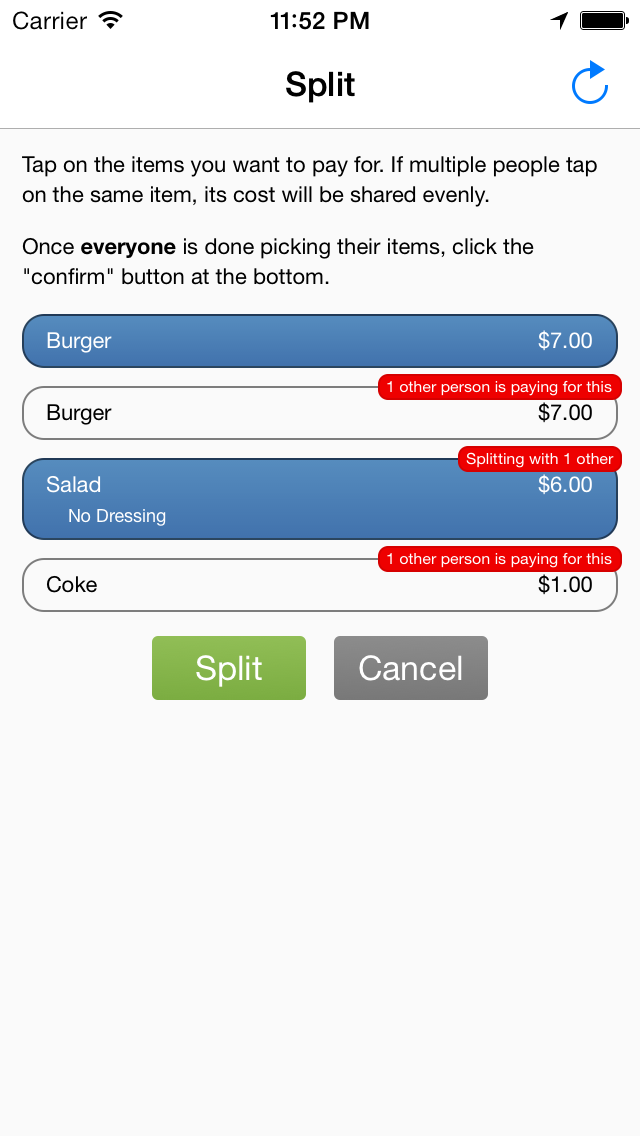 Carrier 11:52 PM
Split
Tap on the items you want to pay for. If multiple people tap
on the same item, its cost will be shared evenly.
Once everyone is done picking their items, click the
"confirm" button at the bottom.
Burger $7.00
1 other person is paying for this
Burger $7.00
Splitting with 1 other
Salad $6.00
No Dressing
1 other person is paying for this
Coke $1.00
Split Cancel